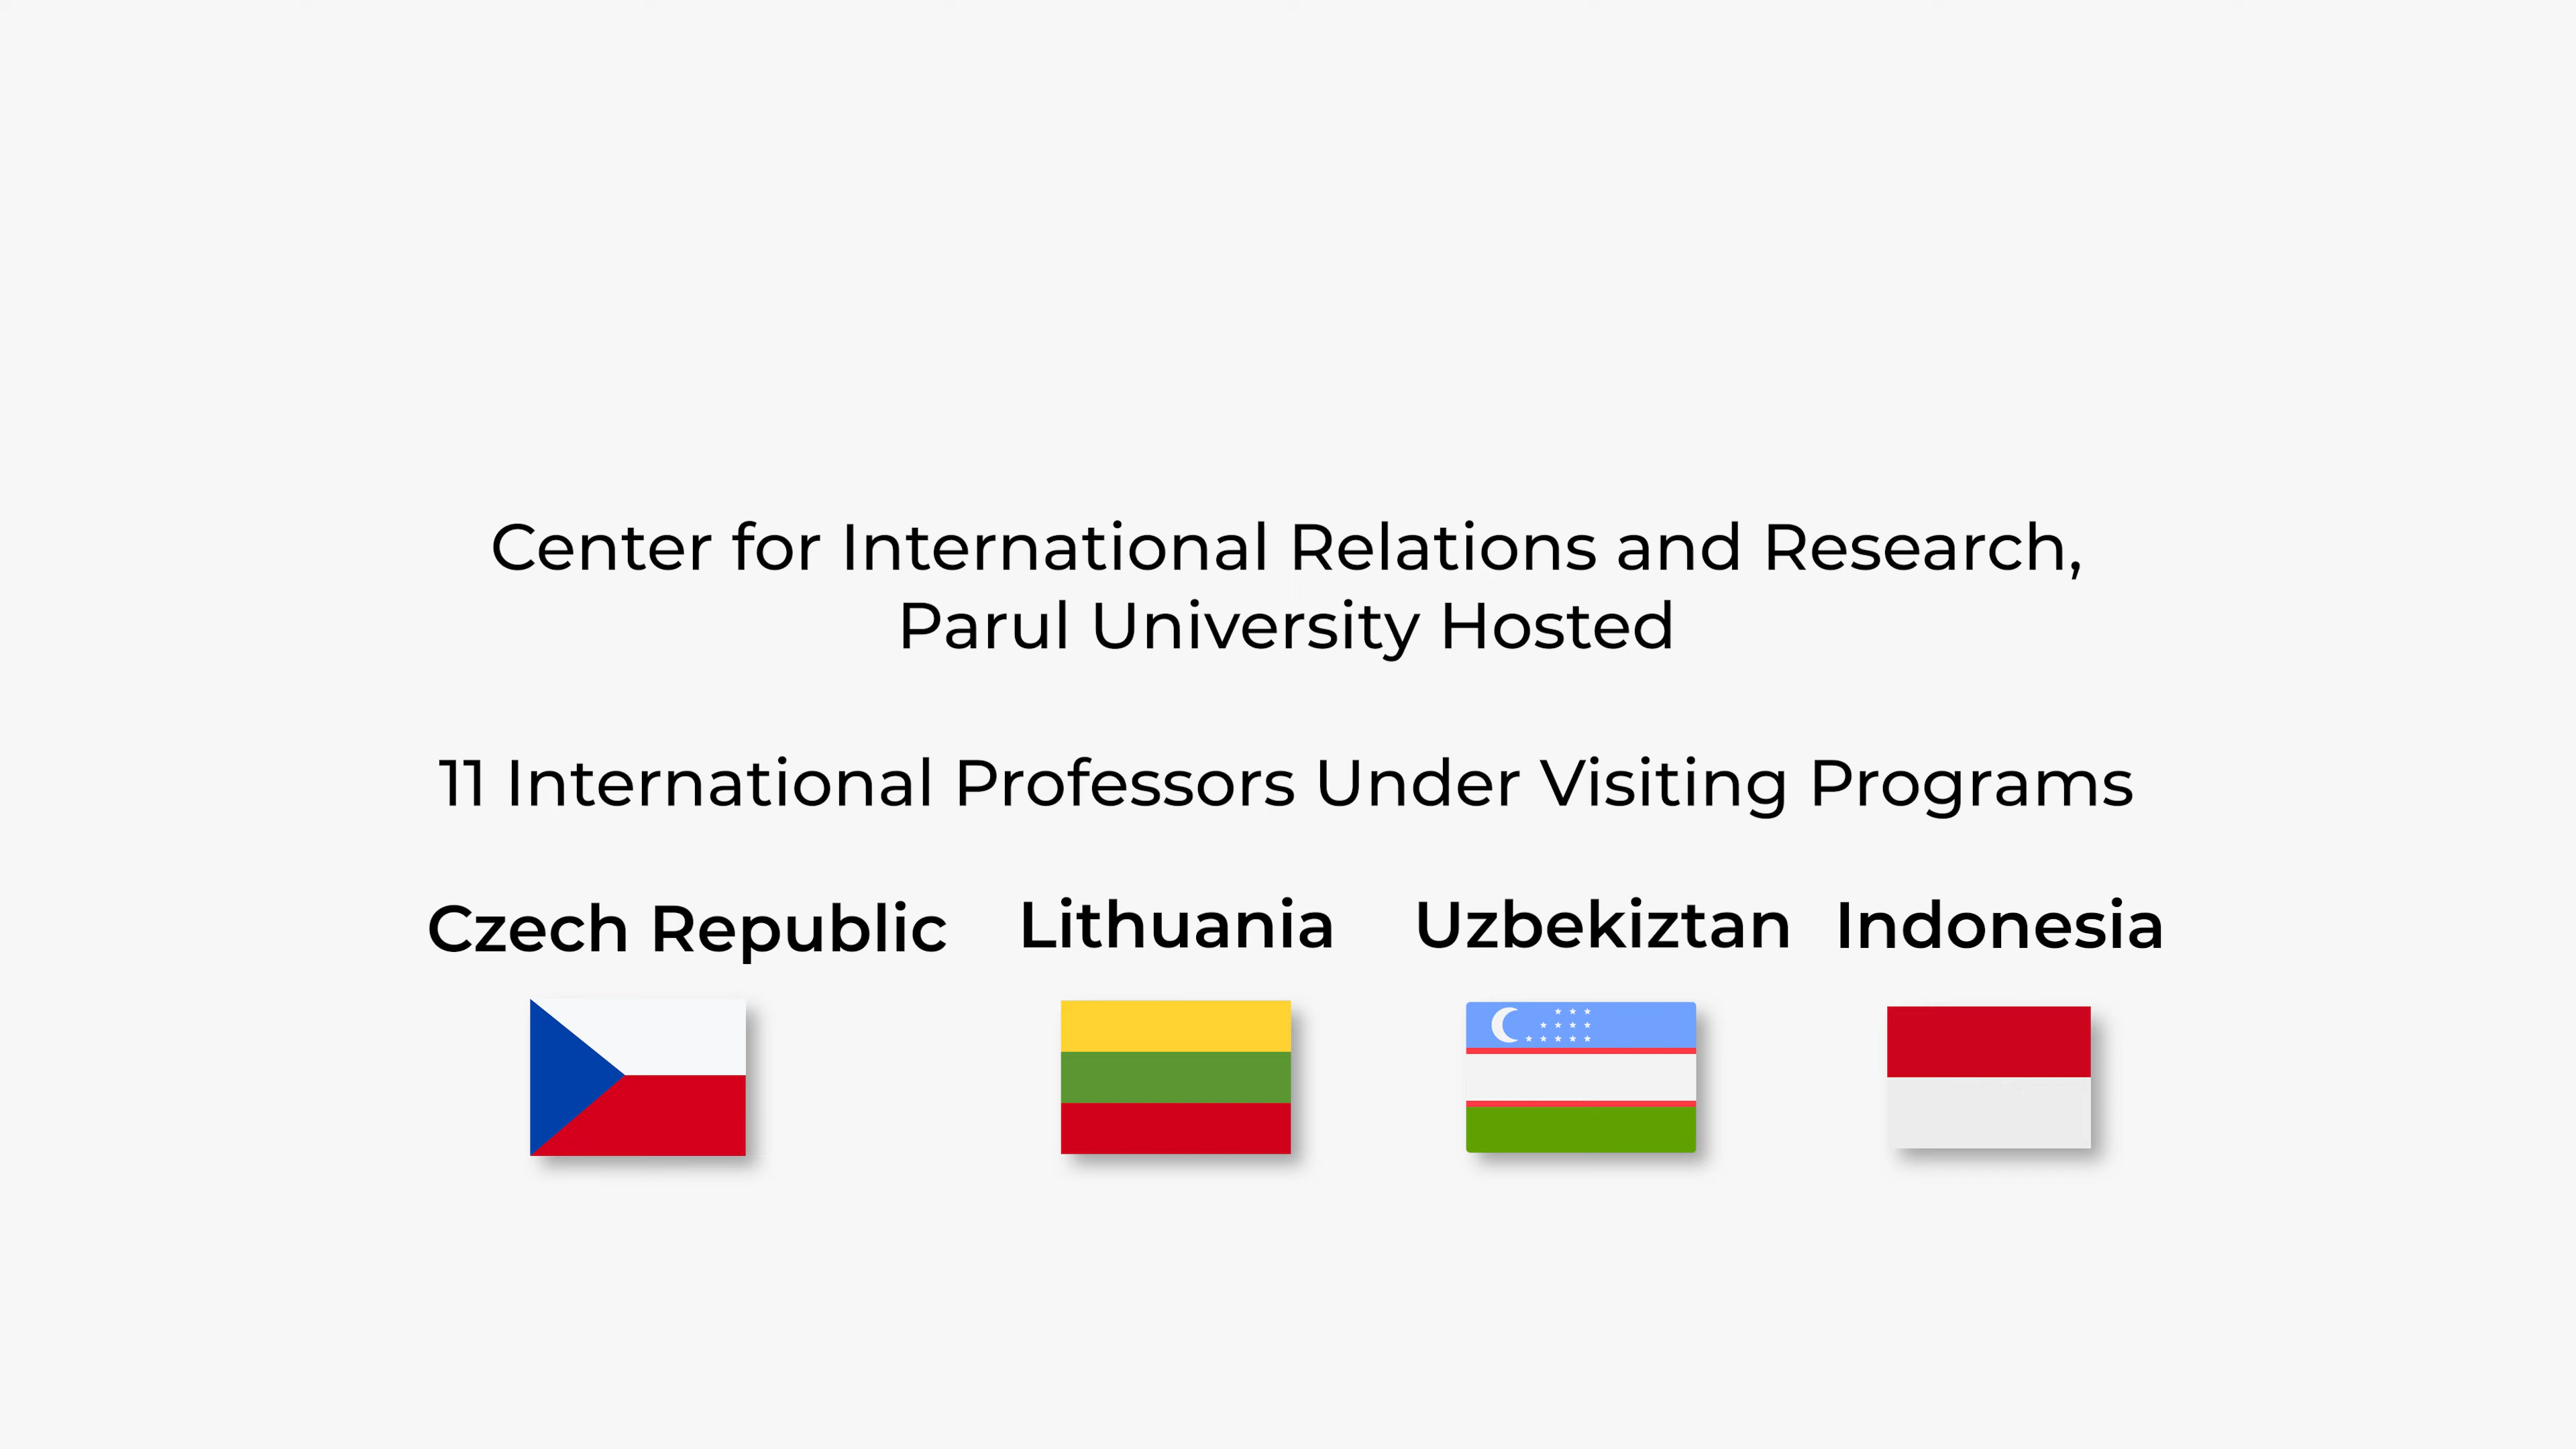 Center for International Relations and Research,
Parul University Hosted
11 International Professors Under Visiting Programs
Czech Republic Lithuania Uzbekiztan Indonesia